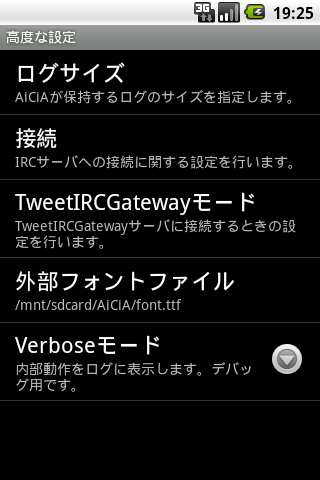 3G 19:25
高度な設定
ログサイズ
AiCiAが保持するログのサイズを指定します。
接続
IRCサーバへの接続に関する設定を行います。
TweetIRCGatewayモード
TweetIRCGatewayサーバに接続するときの設
定を行います。
外部フォントファイル
/mnt/sdcard/AiCiA/font.ttf
Verboseモード
内部動作をログに表示します。デバッ
グ用です。